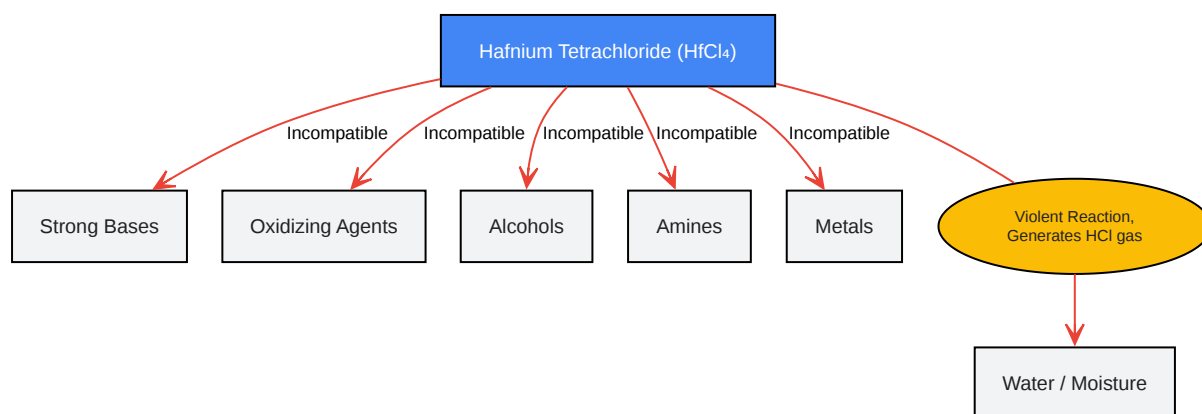 Hafnium Tetrachloride (HfCl₄)
Incompatible
Incompatible
Incompatible
Incompatible
Incompatible
Strong Bases
Oxidizing Agents
Alcohols
Amines
Metals
Violent Reaction,
Generates HCl gas
Water / Moisture